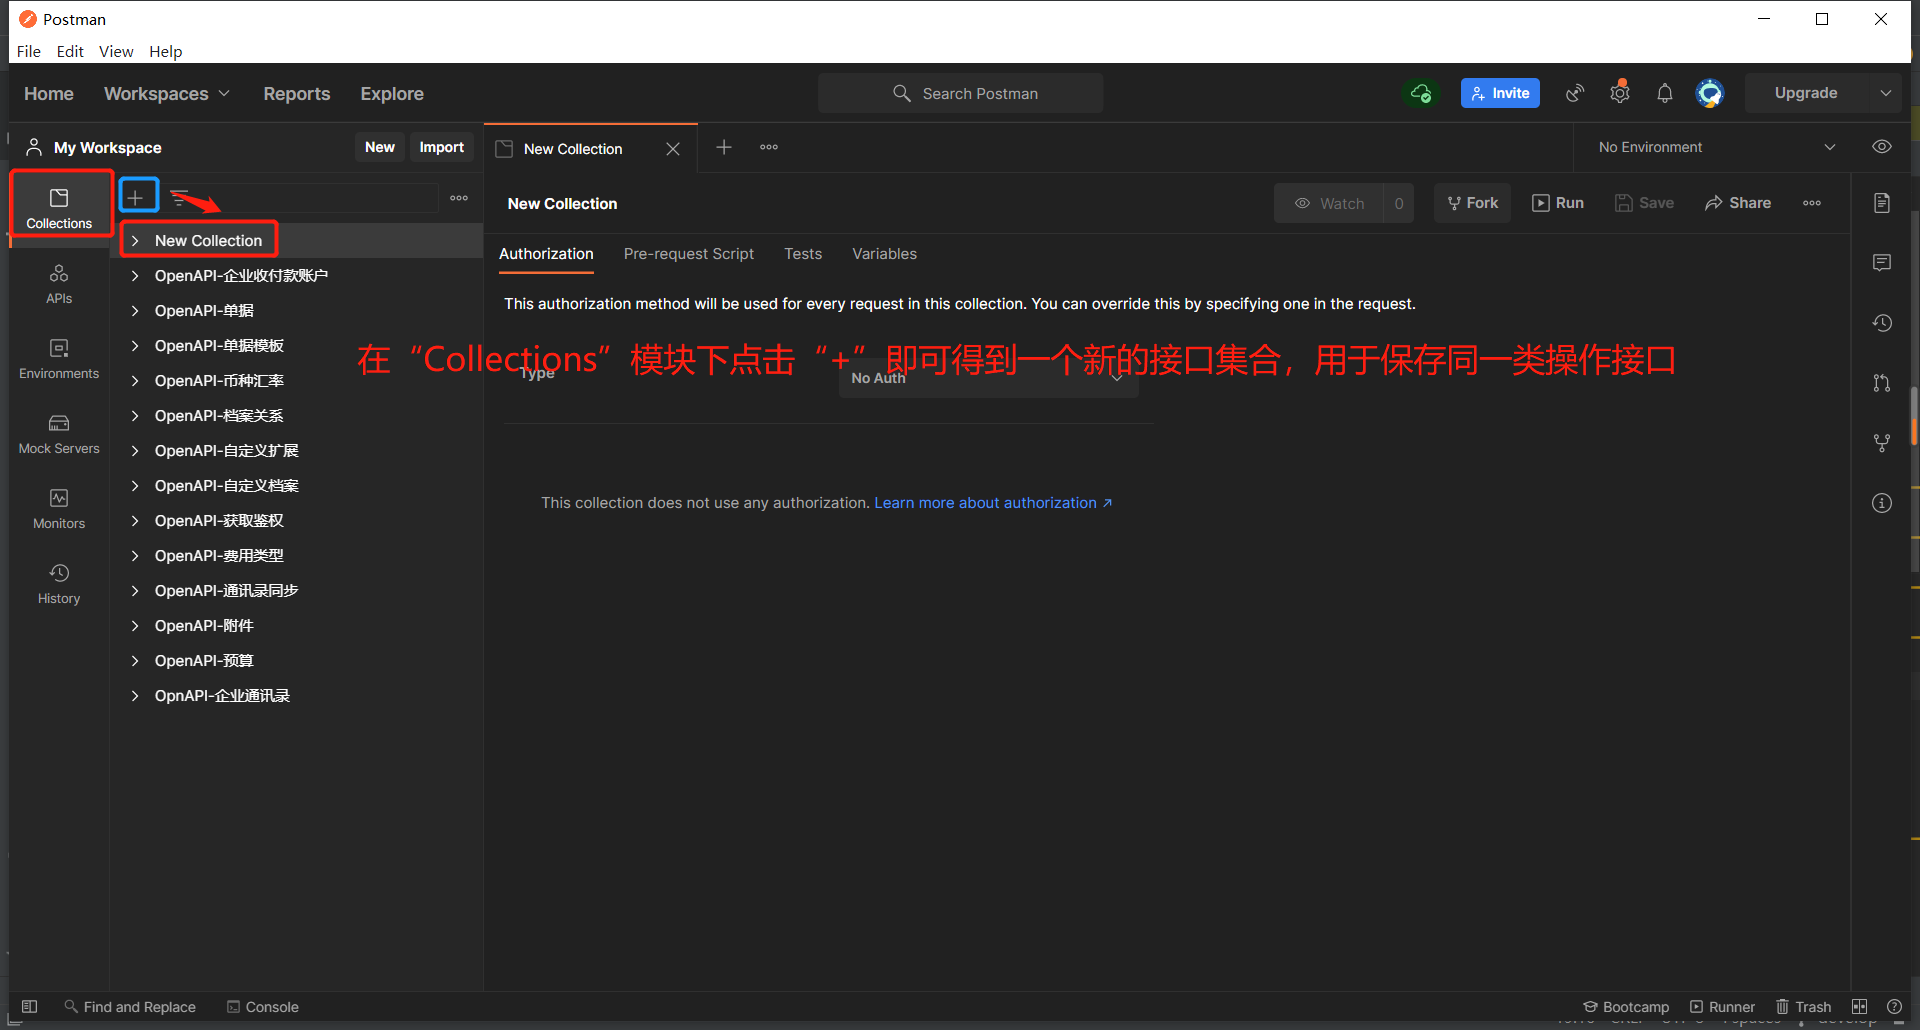 Postman
File Edit View Help
Home Workspaces Reports Explore
Search Postman
Invite
Upgrade
My Workspace
New Import
New Collection
No Environment
Collections
APIs
Environments
Mock Servers
Monitors
History
New Collection
OpenAPI-企业收付款账户
OpenAPI-单据
OpenAPI-单据模板
OpenAPI-币种汇率
OpenAPI-档案关系
OpenAPI-自定义扩展
OpenAPI-自定义档案
OpenAPI-获取鉴权
OpenAPI-费用类型
OpenAPI-通讯录同步
OpenAPI-附件
OpenAPI-预算
OpnAPI-企业通讯录
New Collection
Watch 0 Fork Run Save Share
Authorization Pre-request Script Tests Variables
This authorization method will be used for every request in this collection. You can override this by specifying one in the request.
在“Collections”模块下点击“+”即可得到一个新的接口集合，用于保存同一类操作接口
Type
No Auth
This collection does not use any authorization. Learn more about authorization ↗
Find and Replace Console
Bootcamp Runner Trash